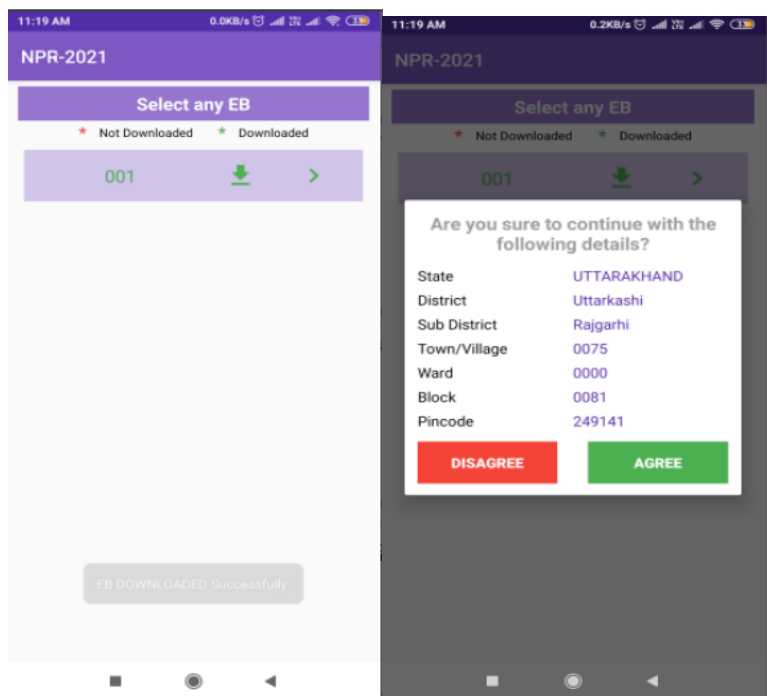 11:19 AM 0.0KB/s
NPR-2021
Select any EB
* Not Downloaded * Downloaded
001
EB DOWNLOADED Successfully
11:19 AM 0.2KB/s
NPR-2021
Select any EB
* Not Downloaded * Downloaded
001
Are you sure to continue with the
following details?
State UTTARAKHAND
District Uttarkashi
Sub District Rajgarhi
Town/Village 0075
Ward 0000
Block 0081
Pincode 249141
DISAGREE AGREE